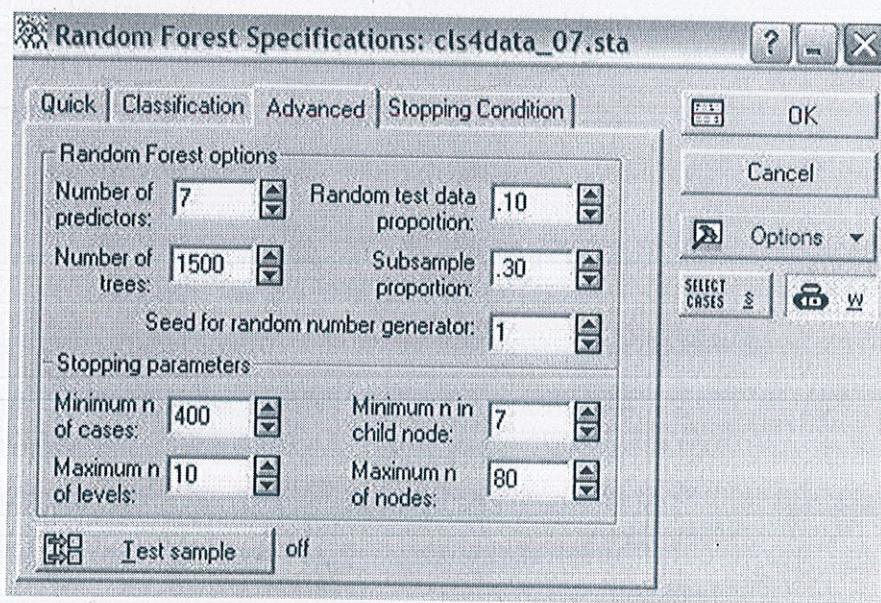 Random Forest Specifications: cls4data_07.sta
Quick
Classification
Advanced
Stopping Condition
OK
Cancel
Options
SELECT
CASES
S
W
Random Forest options
Number of
predictors:
7
Random test data
proportion:
.10
Number of
trees:
1500
Subsample
proportion:
.30
Seed for random number generator:
1
Stopping parameters
Minimum n
of cases:
400
Minimum n in
child node:
7
Maximum n
of levels:
10
Maximum n
of nodes:
80
Test sample
off